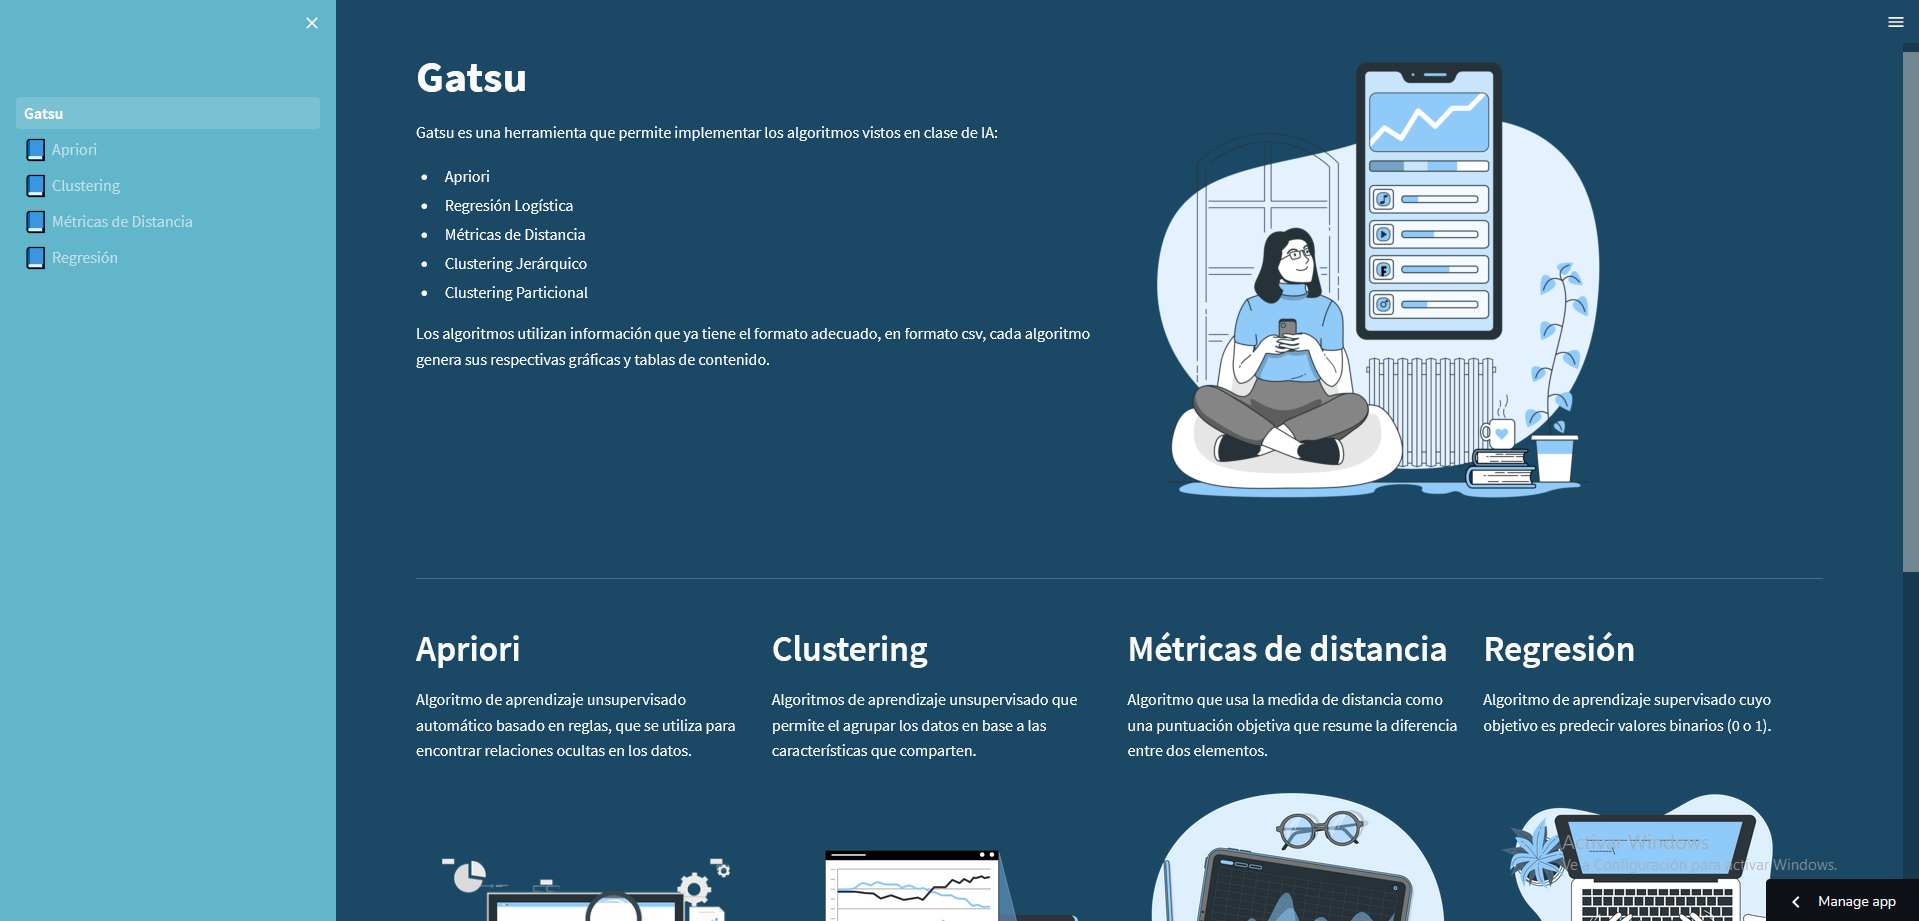 Gatsu
Apriori
Clustering
Métricas de Distancia
Regresión
Gatsu
Gatsu es una herramienta que permite implementar los algoritmos vistos en clase de IA:
Apriori
Regresión Logística
Métricas de Distancia
Clustering Jerárquico
Clustering Particional
Los algoritmos utilizan información que ya tiene el formato adecuado, en formato csv, cada algoritmo
genera sus respectivas gráficas y tablas de contenido.
Apriori
Algoritmo de aprendizaje unsupervisado
automático basado en reglas, que se utiliza para
encontrar relaciones ocultas en los datos.
Clustering
Algoritmos de aprendizaje unsupervisado que
permite el agrupar los datos en base a las
características que comparten.
Métricas de distancia
Algoritmo que usa la medida de distancia como
una puntuación objetiva que resume la diferencia
entre dos elementos.
Regresión
Algoritmo de aprendizaje supervisado cuyo
objetivo es predecir valores binarios (0 o 1).
Activar Windows
Ve a Configuración para activar Windows.
Manage app